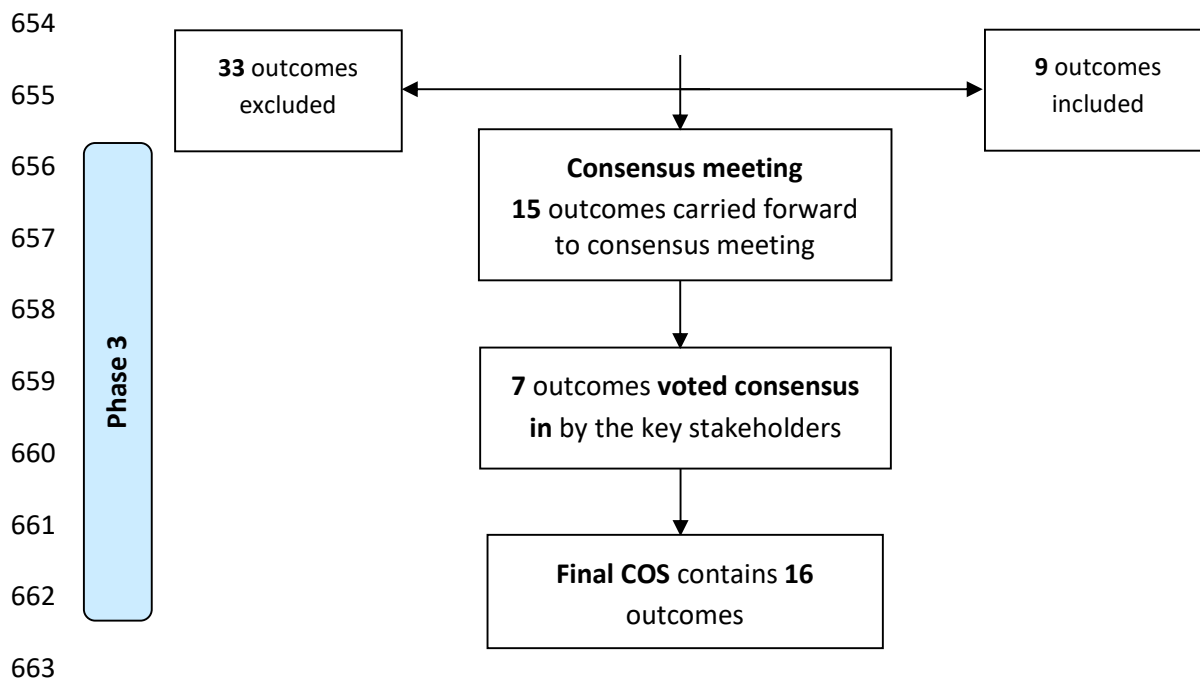 654
33 outcomes
excluded
9 outcomes
included
655
656
Consensus meeting
15 outcomes carried forward
to consensus meeting
657
658
Phase 3
659
7 outcomes voted consensus
in by the key stakeholders
660
661
Final COS contains 16
outcomes
662
663